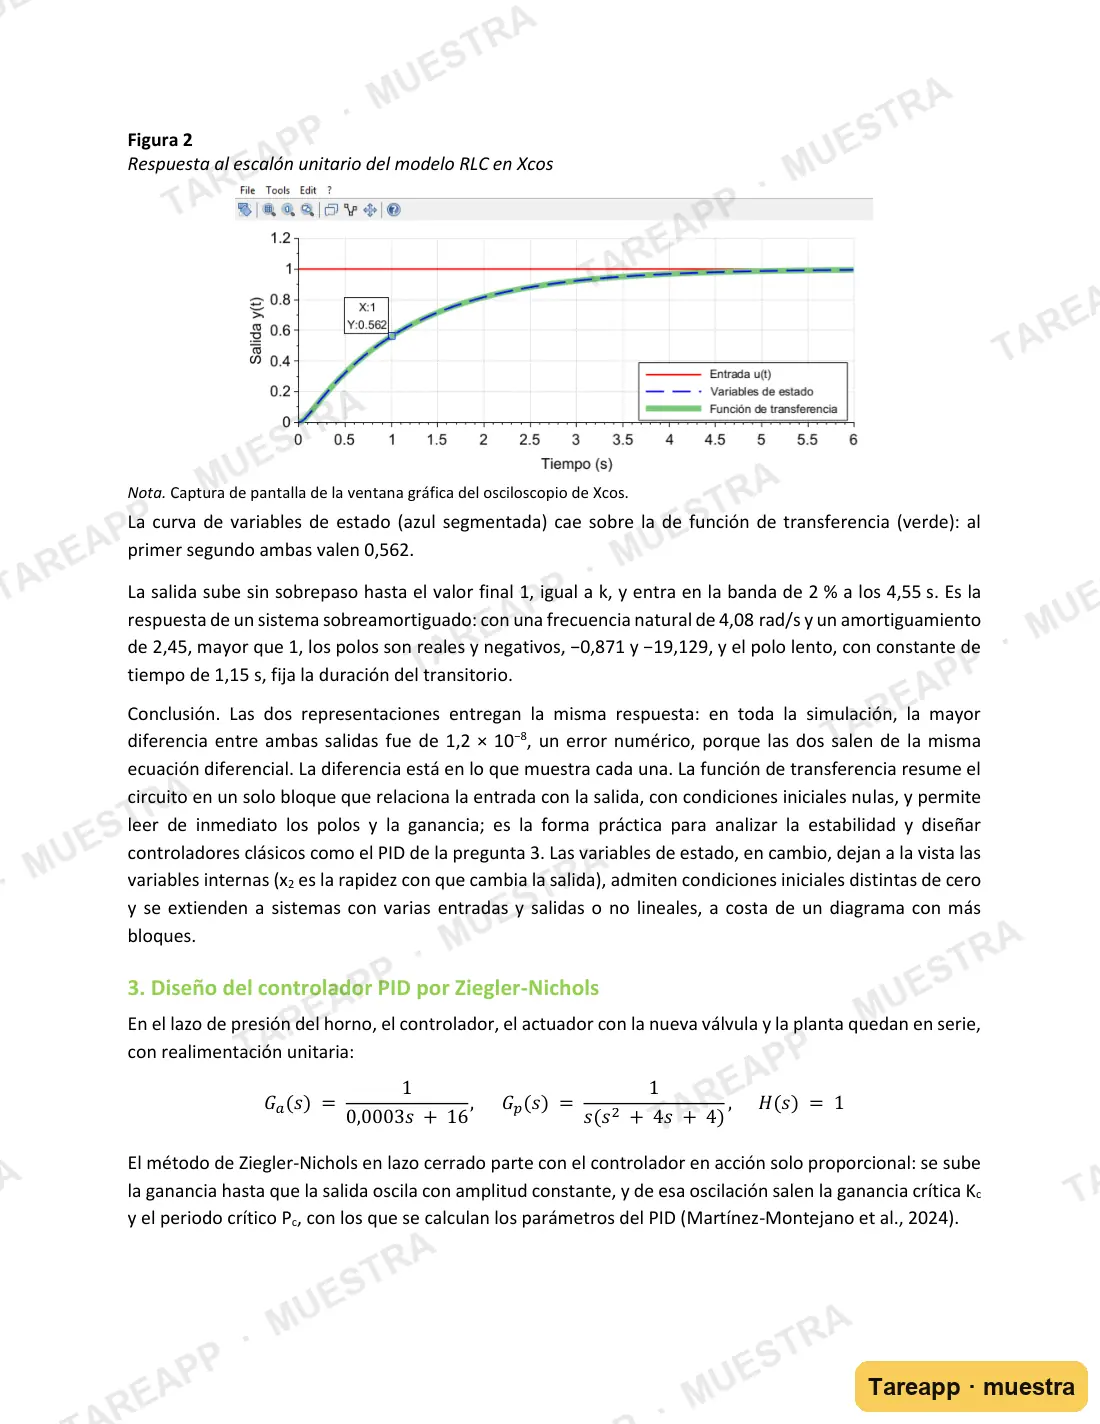 Figura 2
Respuesta al escalón unitario del modelo RLC en Xcos
File Tools Edit ?
1.2
1
0.8
0.6
0.4
0.2
0
Salida y(t)
X:1
Y:0.562
Entrada u(t)
Variables de estado
Función de transferencia
0 0.5 1 1.5 2 2.5 3 3.5 4 4.5 5 5.5 6
Tiempo (s)
Nota. Captura de pantalla de la ventana gráfica del osciloscopio de Xcos.
La curva de variables de estado (azul segmentada) cae sobre la de función de transferencia (verde): al
primer segundo ambas valen 0,562.
La salida sube sin sobrepaso hasta el valor final 1, igual a k, y entra en la banda de 2 % a los 4,55 s. Es la
respuesta de un sistema sobreamortiguado: con una frecuencia natural de 4,08 rad/s y un amortiguamiento
de 2,45, mayor que 1, los polos son reales y negativos, −0,871 y −19,129, y el polo lento, con constante de
tiempo de 1,15 s, fija la duración del transitorio.
Conclusión. Las dos representaciones entregan la misma respuesta: en toda la simulación, la mayor
diferencia entre ambas salidas fue de 1,2 × 10⁻⁸, un error numérico, porque las dos salen de la misma
ecuación diferencial. La diferencia está en lo que muestra cada una. La función de transferencia resume el
circuito en un solo bloque que relaciona la entrada con la salida, con condiciones iniciales nulas, y permite
leer de inmediato los polos y la ganancia; es la forma práctica para analizar la estabilidad y diseñar
controladores clásicos como el PID de la pregunta 3. Las variables de estado, en cambio, dejan a la vista las
variables internas (x₂ es la rapidez con que cambia la salida), admiten condiciones iniciales distintas de cero
y se extienden a sistemas con varias entradas y salidas o no lineales, a costa de un diagrama con más
bloques.
3. Diseño del controlador PID por Ziegler-Nichols
En el lazo de presión del horno, el controlador, el actuador con la nueva válvula y la planta quedan en serie,
con realimentación unitaria:
Gₐ(s) = 1 / (0,0003s + 16), Gₚ(s) = 1 / (s(s² + 4s + 4)), H(s) = 1
El método de Ziegler-Nichols en lazo cerrado parte con el controlador en acción solo proporcional: se sube
la ganancia hasta que la salida oscila con amplitud constante, y de esa oscilación salen la ganancia crítica Kc
y el periodo crítico Pc, con los que se calculan los parámetros del PID (Martínez-Montejano et al., 2024).
TAREAPP · MUESTRA
Tareapp · muestra